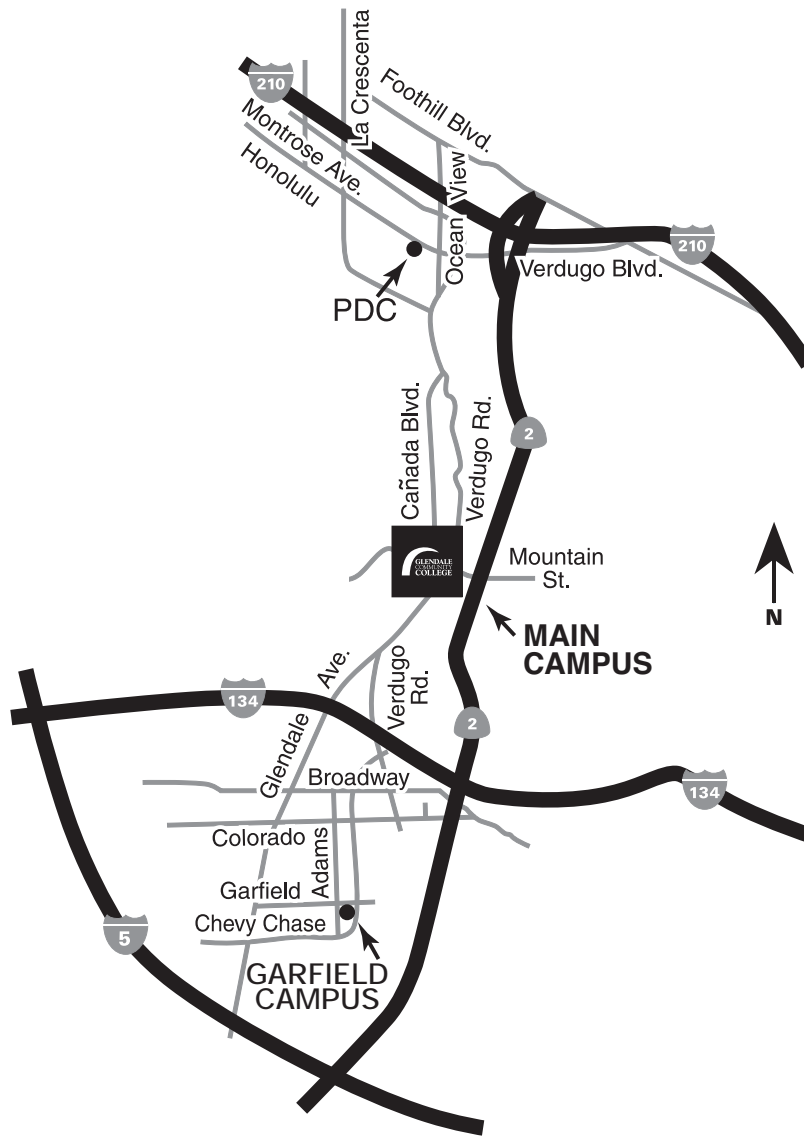 La Crescenta
210
Foothill Blvd.
Montrose Ave.
Honolulu
Ocean View
210
Verdugo Blvd.
PDC
Cañada Blvd.
Verdugo Rd.
2
GLENDALE
COMMUNITY
COLLEGE
Mountain
St.
N
MAIN
CAMPUS
Glendale Ave.
Verdugo
Rd.
134
2
Broadway
134
Colorado
Adams
Garfield
Chevy Chase
5
GARFIELD
CAMPUS